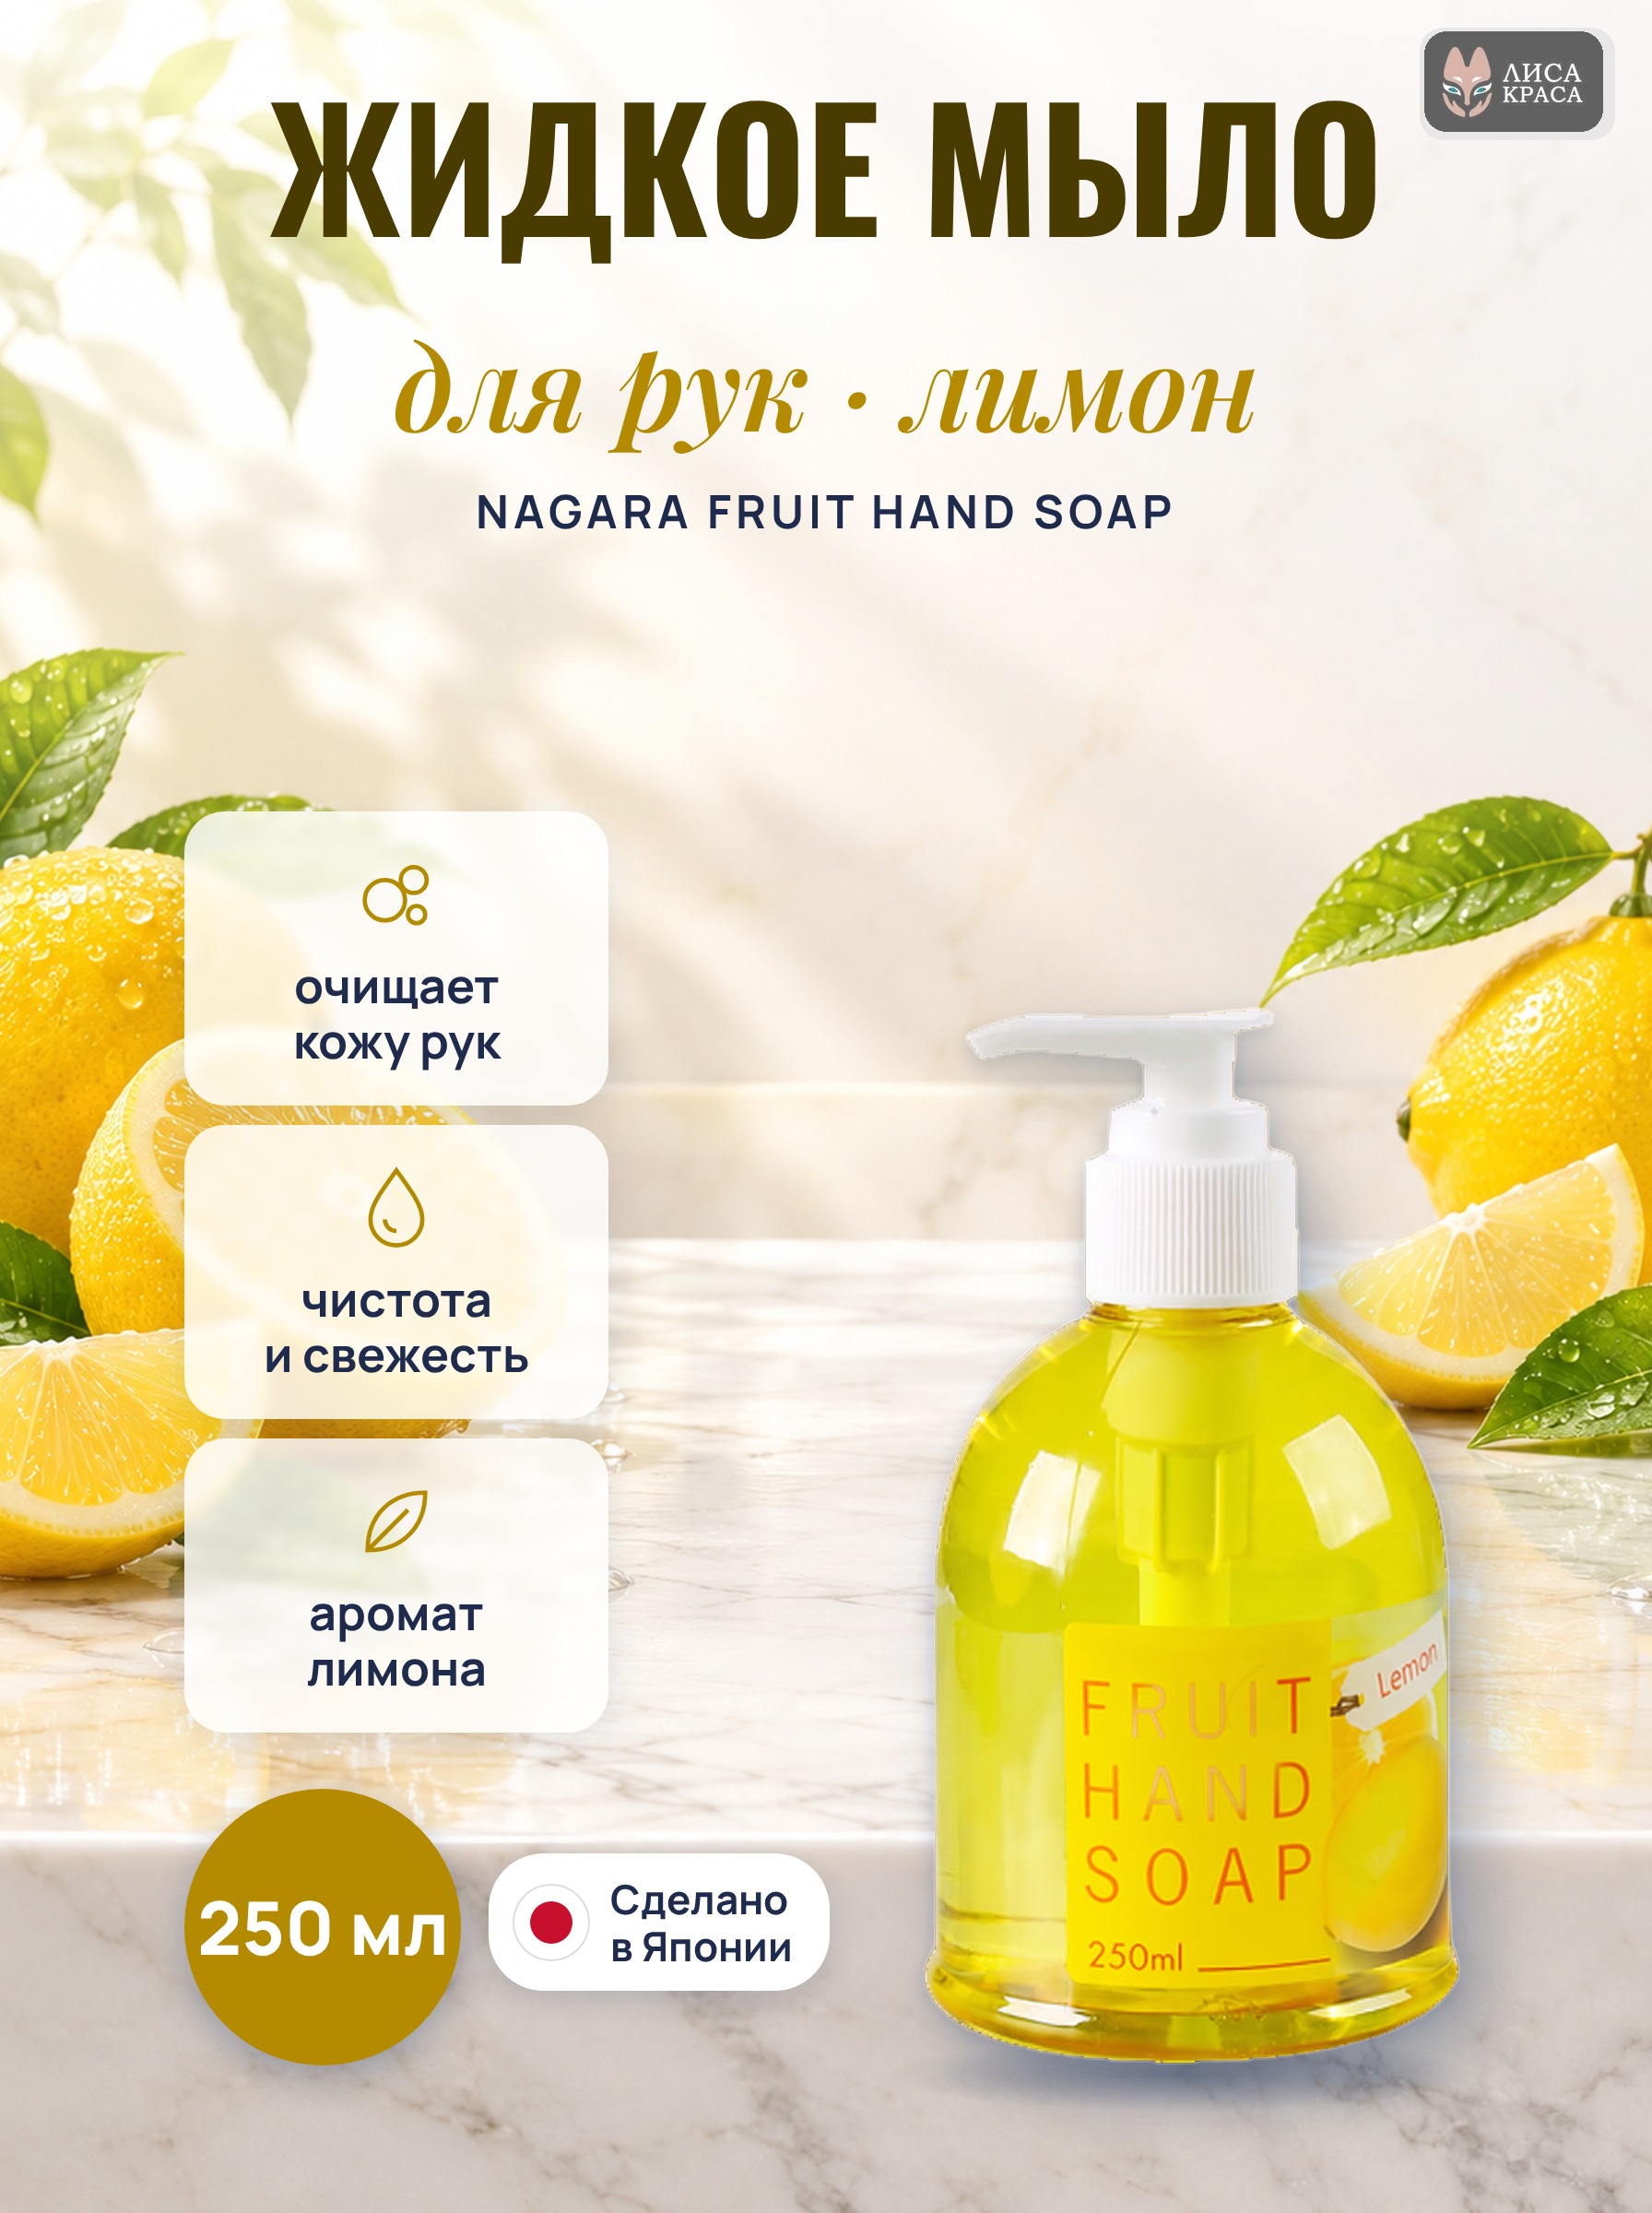 ЛИСА
КРАСА
ЖИДКОЕ МЫЛО
для рук · лимон
NAGARA FRUIT HAND SOAP
очищает
кожу рук
чистота
и свежесть
аромат
лимона
250 мл
Сделано
в Японии
Lemon
FRUIT
HAND
SOAP
250ml